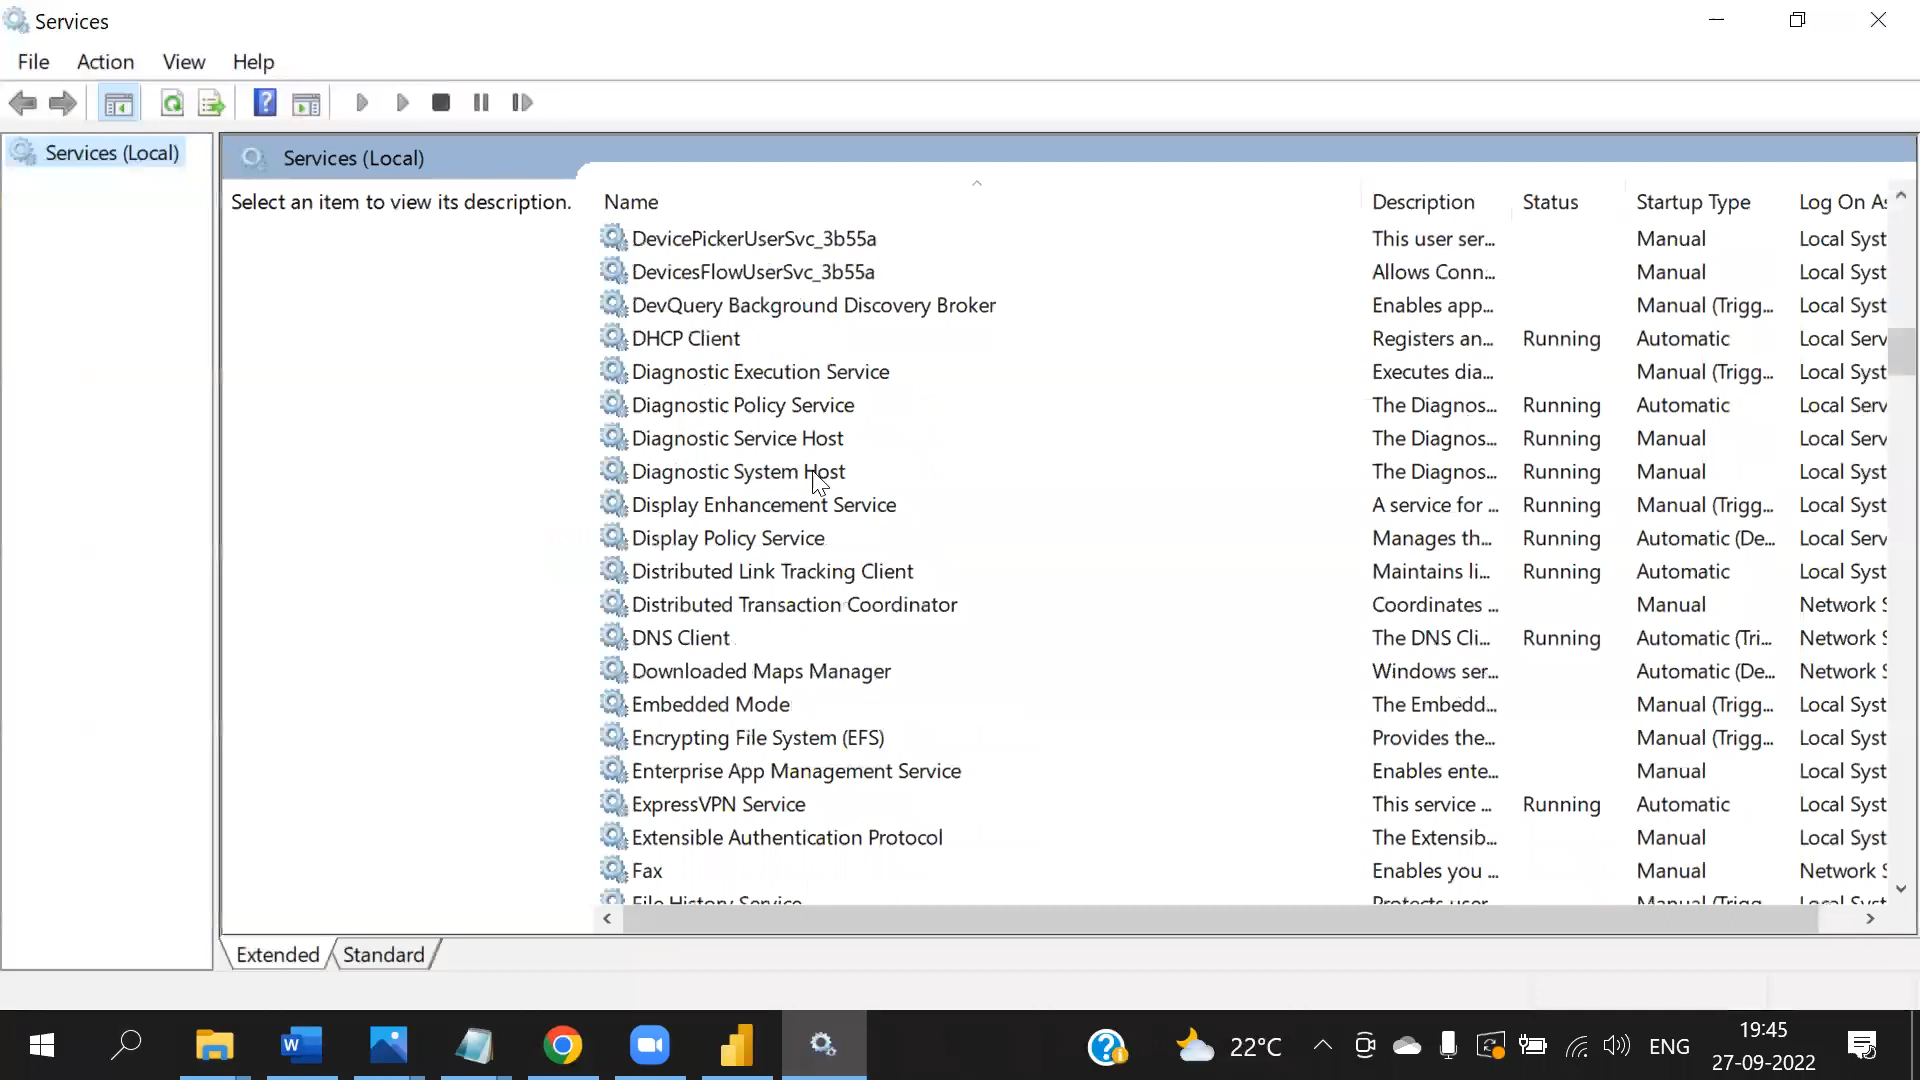 Services
File Action View Help
Services (Local)
Services (Local)
Select an item to view its description.
Name Description Status Startup Type Log On As
DevicePickerUserSvc_3b55a This user ser... Manual Local Syst
DevicesFlowUserSvc_3b55a Allows Conn... Manual Local Syst
DevQuery Background Discovery Broker Enables app... Manual (Trigg... Local Syst
DHCP Client Registers an... Running Automatic Local Serv
Diagnostic Execution Service Executes dia... Manual (Trigg... Local Syst
Diagnostic Policy Service The Diagnos... Running Automatic Local Serv
Diagnostic Service Host The Diagnos... Running Manual Local Serv
Diagnostic System Host The Diagnos... Running Manual Local Syst
Display Enhancement Service A service for ... Running Manual (Trigg... Local Syst
Display Policy Service Manages th... Running Automatic (De... Local Serv
Distributed Link Tracking Client Maintains li... Running Automatic Local Syst
Distributed Transaction Coordinator Coordinates ... Manual Network S
DNS Client The DNS Cli... Running Automatic (Tri... Network S
Downloaded Maps Manager Windows ser... Automatic (De... Network S
Embedded Mode The Embedd... Manual (Trigg... Local Syst
Encrypting File System (EFS) Provides the... Manual (Trigg... Local Syst
Enterprise App Management Service Enables ente... Manual Local Syst
ExpressVPN Service This service ... Running Automatic Local Syst
Extensible Authentication Protocol The Extensib... Manual Local Syst
Fax Enables you ... Manual Network S
File History Service Protects user Manual (Trigg Local Syst
Extended Standard
22°C ENG 19:45
27-09-2022